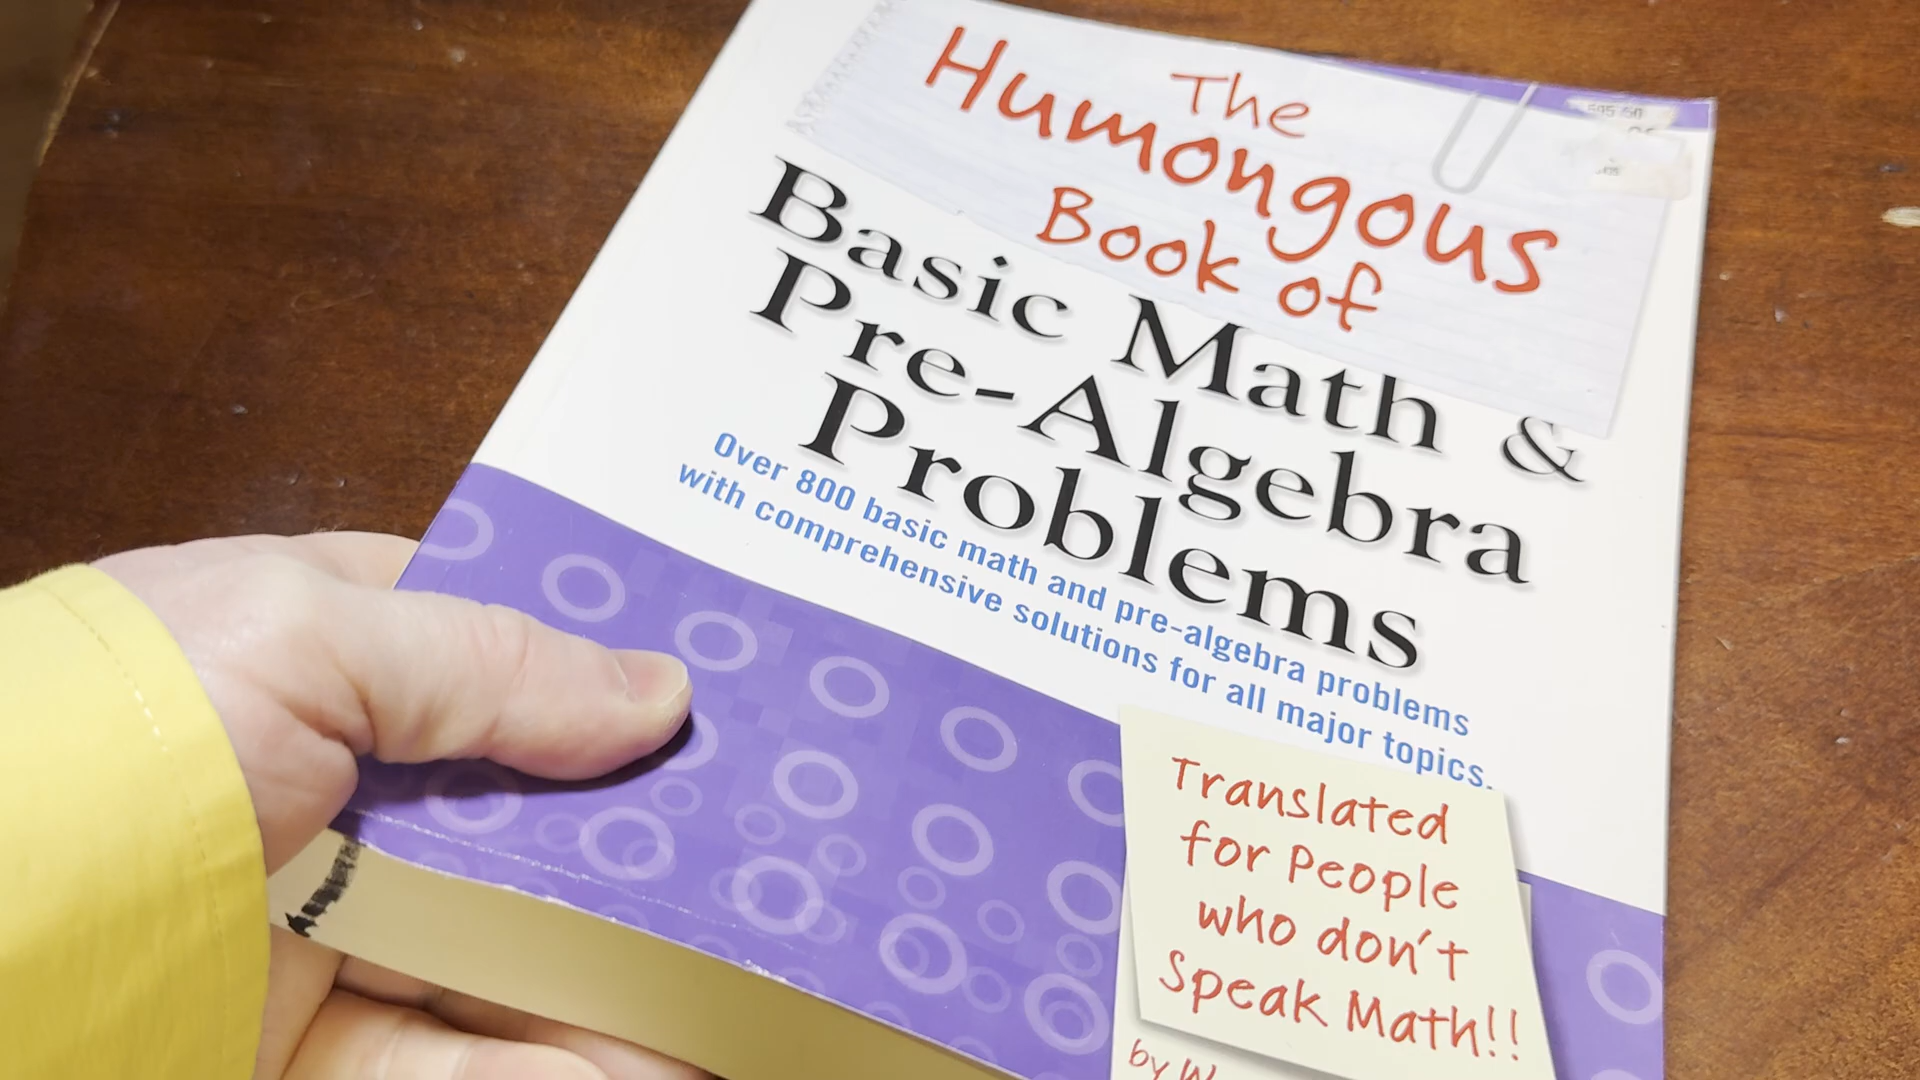 The
Humongous
Book of
Basic Math &
Pre-Algebra
Problems
Over 800 basic math and pre-algebra problems
with comprehensive solutions for all major topics.
Translated
for People
who don't
Speak Math!!
by W